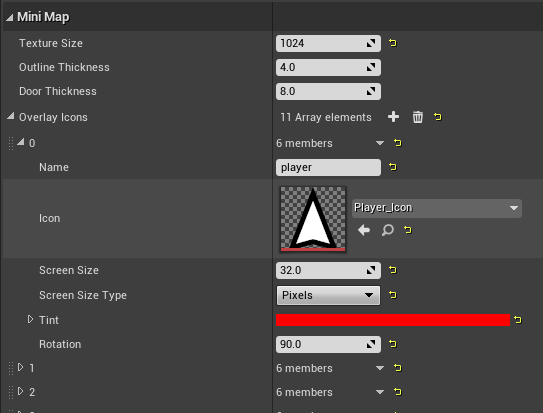 Mini Map
Texture Size 1024
Outline Thickness 4.0
Door Thickness 8.0
Overlay Icons 11 Array elements
0 6 members
Name player
Icon Player_Icon
Screen Size 32.0
Screen Size Type Pixels
Tint
Rotation 90.0
1 6 members
2 6 members